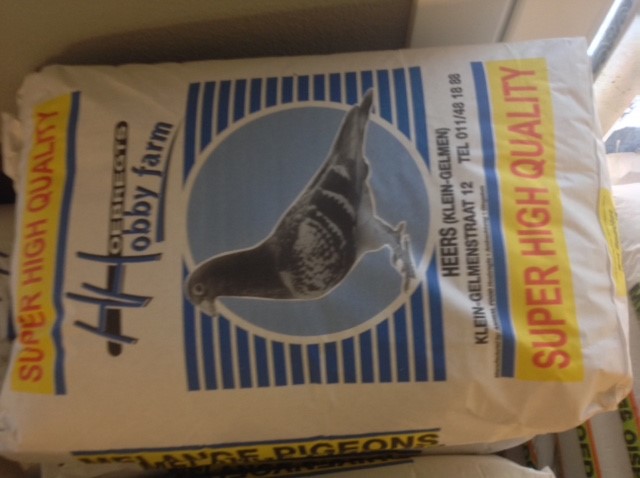 SUPER HIGH QUALITY
HOEBREGTS
Hobby farm
HEERS (KLEIN-GELMEN)
KLEIN-GELMENSTRAAT 12 TEL 011/48 18 88
SUPER HIGH QUALITY
MELANGE PIGEONS